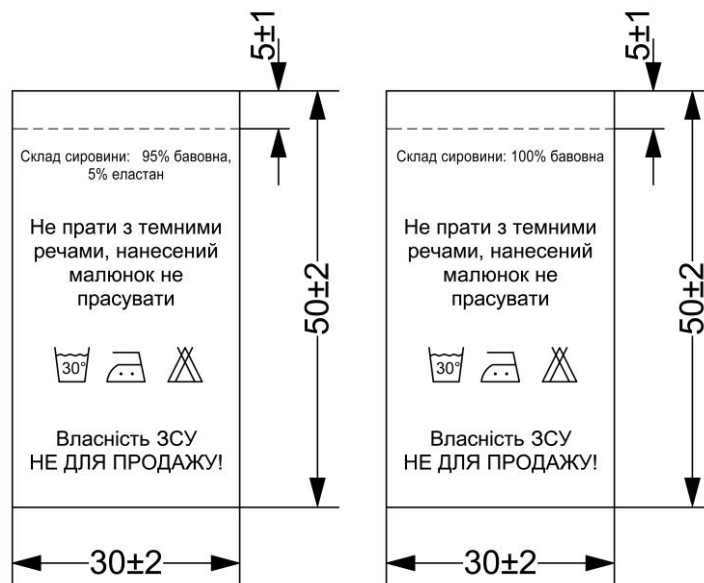 5±1
Склад сировини: 95% бавовна,
5% еластан
Не прати з темними
речами, нанесений
малюнок не
прасувати
30°
Власність ЗСУ
НЕ ДЛЯ ПРОДАЖУ!
50±2
30±2
5±1
Склад сировини: 100% бавовна
Не прати з темними
речами, нанесений
малюнок не
прасувати
30°
Власність ЗСУ
НЕ ДЛЯ ПРОДАЖУ!
50±2
30±2